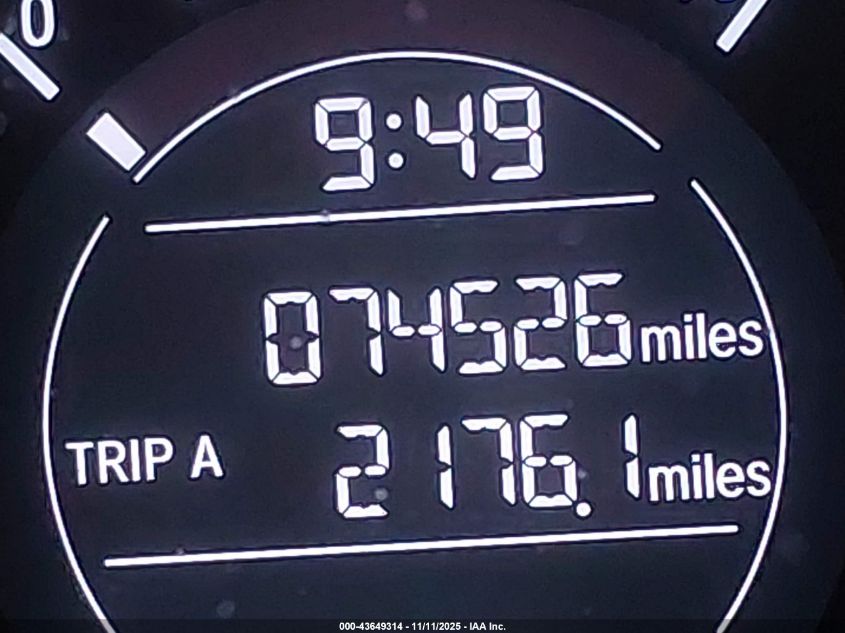 0
9:49
074526 miles
TRIP A 2176.1 miles
000-43649314 - 11/11/2025 - IAA Inc.